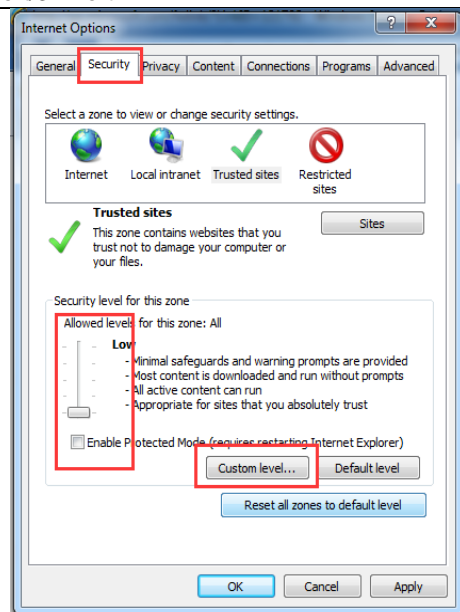 Internet Options
General Security Privacy Content Connections Programs Advanced
Select a zone to view or change security settings.
Internet Local intranet Trusted sites Restricted
sites
Trusted sites
Sites
This zone contains websites that you
trust not to damage your computer or
your files.
Security level for this zone
Allowed levels for this zone: All
Low
- Minimal safeguards and warning prompts are provided
- Most content is downloaded and run without prompts
- All active content can run
- Appropriate for sites that you absolutely trust
Enable Protected Mode (requires restarting Internet Explorer)
Custom level... Default level
Reset all zones to default level
OK Cancel Apply